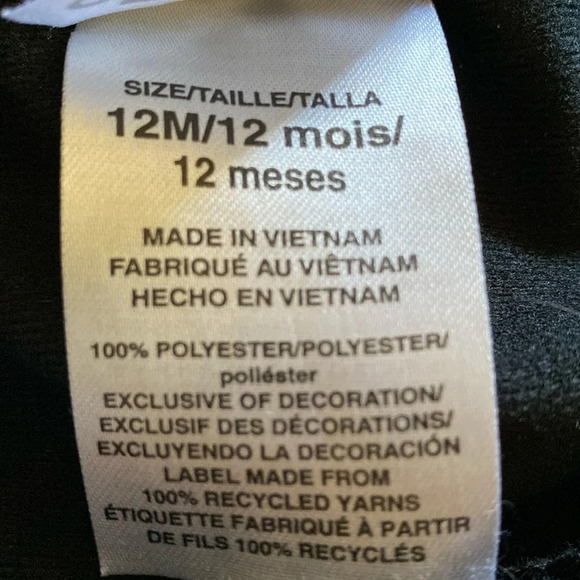 SIZE/TAILLE/TALLA
12M/12 mois/
12 meses
MADE IN VIETNAM
FABRIQUÉ AU VIÊTNAM
HECHO EN VIETNAM
100% POLYESTER/POLYESTER/
poliéster
EXCLUSIVE OF DECORATION/
EXCLUSIF DES DÉCORATIONS/
EXCLUYENDO LA DECORACIÓN
LABEL MADE FROM
100% RECYCLED YARNS
ÉTIQUETTE FABRIQUÉ À PARTIR
DE FILS 100% RECYCLÉS